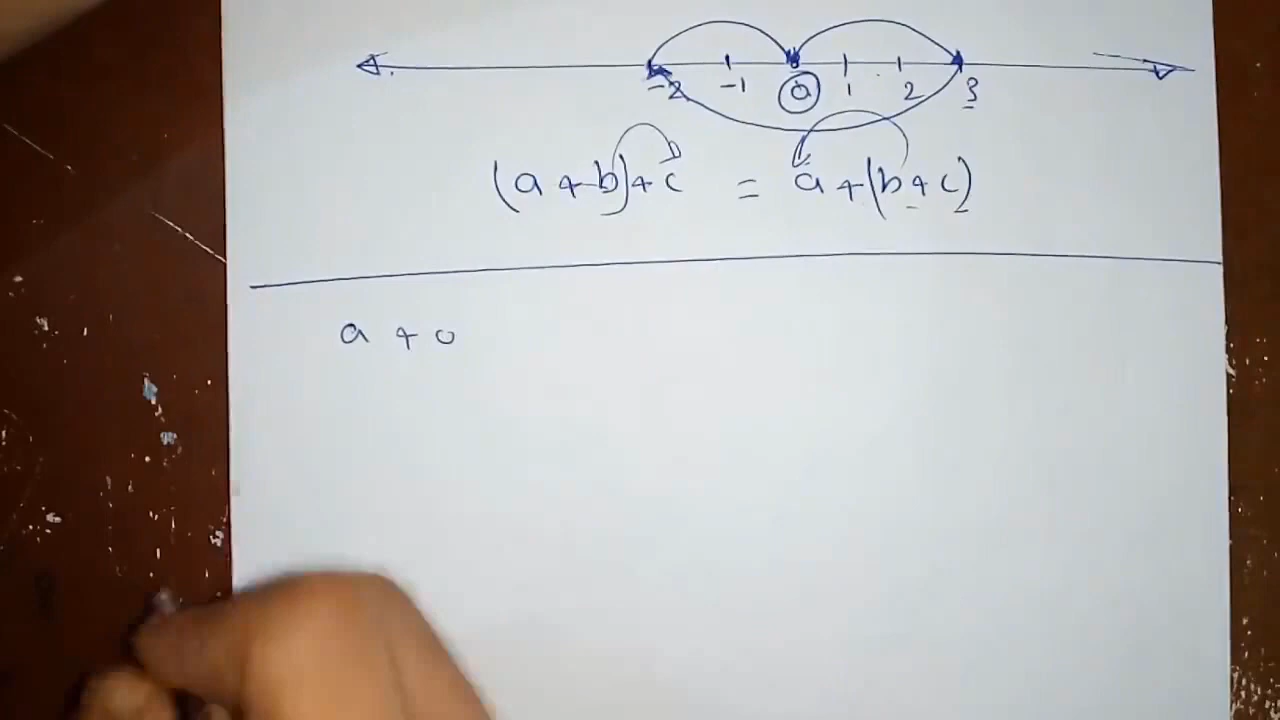 -2 -1 0 1 2 3
(a + b) + c = a + (b + c)
a + 0